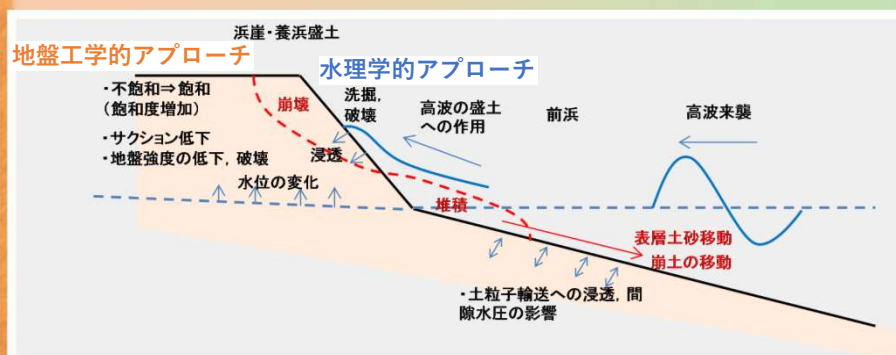 浜崖・養浜盛土
地盤工学的アプローチ
水理学的アプローチ
・不飽和⇒飽和
(飽和度増加)
・サクション低下
・地盤強度の低下, 破壊
水位の変化
崩壊
洗掘,
破壊
浸透
高波の盛土
への作用
前浜
高波来襲
堆積
表層土砂移動
崩土の移動
・土粒子輸送への浸透, 間
隙水圧の影響